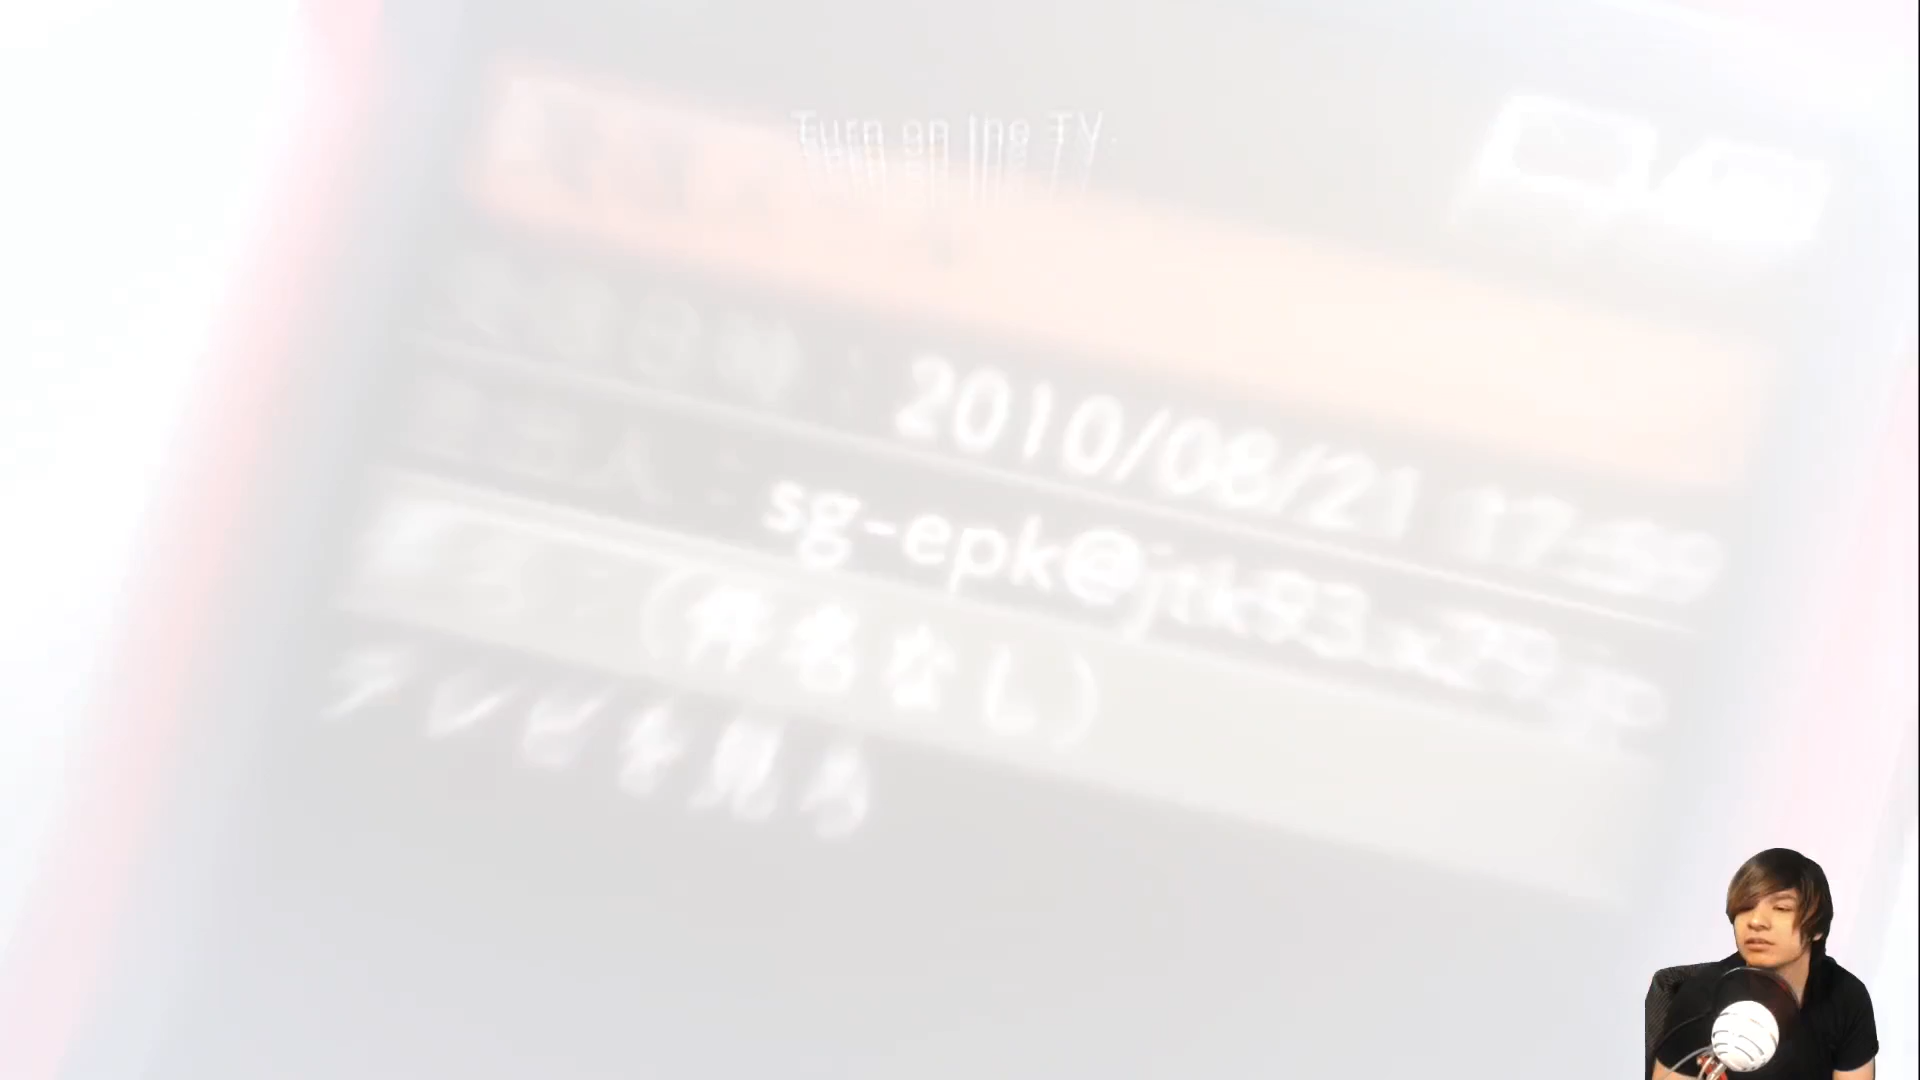 Turn on the TV.
2010/08/21 17:59
sg-epk@jtk93.x29.jp
(件名なし)
テレビを見ろ